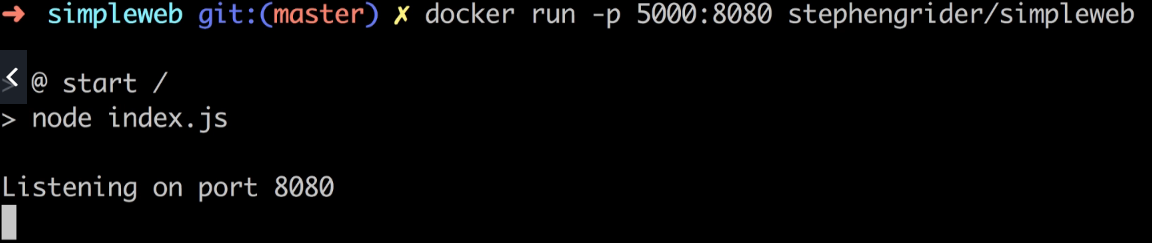 ➜ simpleweb git:(master) ✗ docker run -p 5000:8080 stephengrider/simpleweb
> @ start /
> node index.js
Listening on port 8080